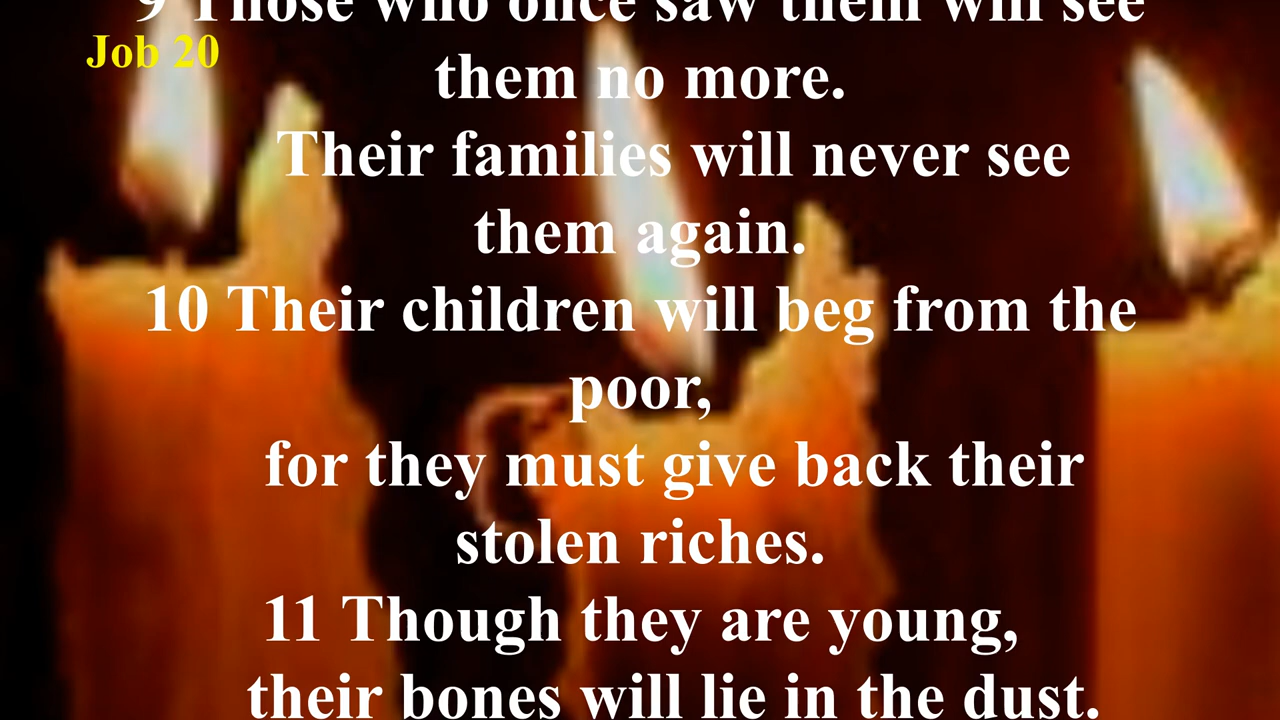 9 Those who once saw them will see
Job 20
them no more.
Their families will never see
them again.
10 Their children will beg from the
poor,
for they must give back their
stolen riches.
11 Though they are young,
their bones will lie in the dust.